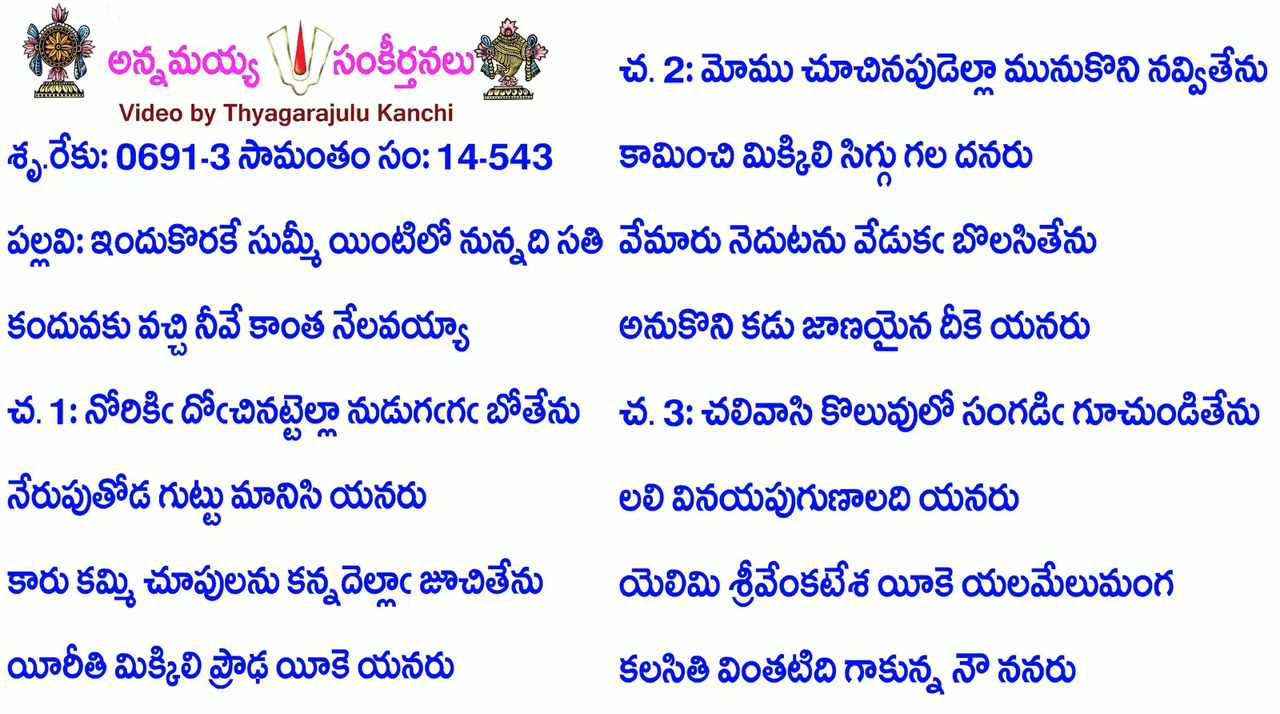 అన్నమయ్య సంకీర్తనలు
Video by Thyagarajulu Kanchi
శృ.రేకు: 0691-3 సామంతం సం: 14-543
పల్లవి: ఇందుకొరకే సుమ్మీ యింటిలో నున్నది సతి
కందువకు వచ్చి నీవే కాంత నేలవయ్యా
చ. 1: నోరికిఁ దోఁచినట్టెల్లా నుడుగఁగఁ బోతేను
నేరుపుతోడ గుట్టు మానిసి యనరు
కారు కమ్మి చూపులను కన్నదెల్లాఁ జూచితేను
యీరీతి మిక్కిలి ప్రౌఢ యీకె యనరు
చ. 2: మోము చూచినపుడెల్లా మునుకొని నవ్వితేను
కామించి మిక్కిలి సిగ్గు గల దనరు
వేమారు నెదుటను వేడుకఁ బొలసితేను
అనుకొని కడు జాణయైన దీకె యనరు
చ. 3: చలివాసి కొలువులో సంగడిఁ గూచుండితేను
లలి వినయపుగుణాలది యనరు
యెలిమి శ్రీవేంకటేశ యీకె యలమేలుమంగ
కలసితి వింతటిది గాకున్న నౌ ననరు